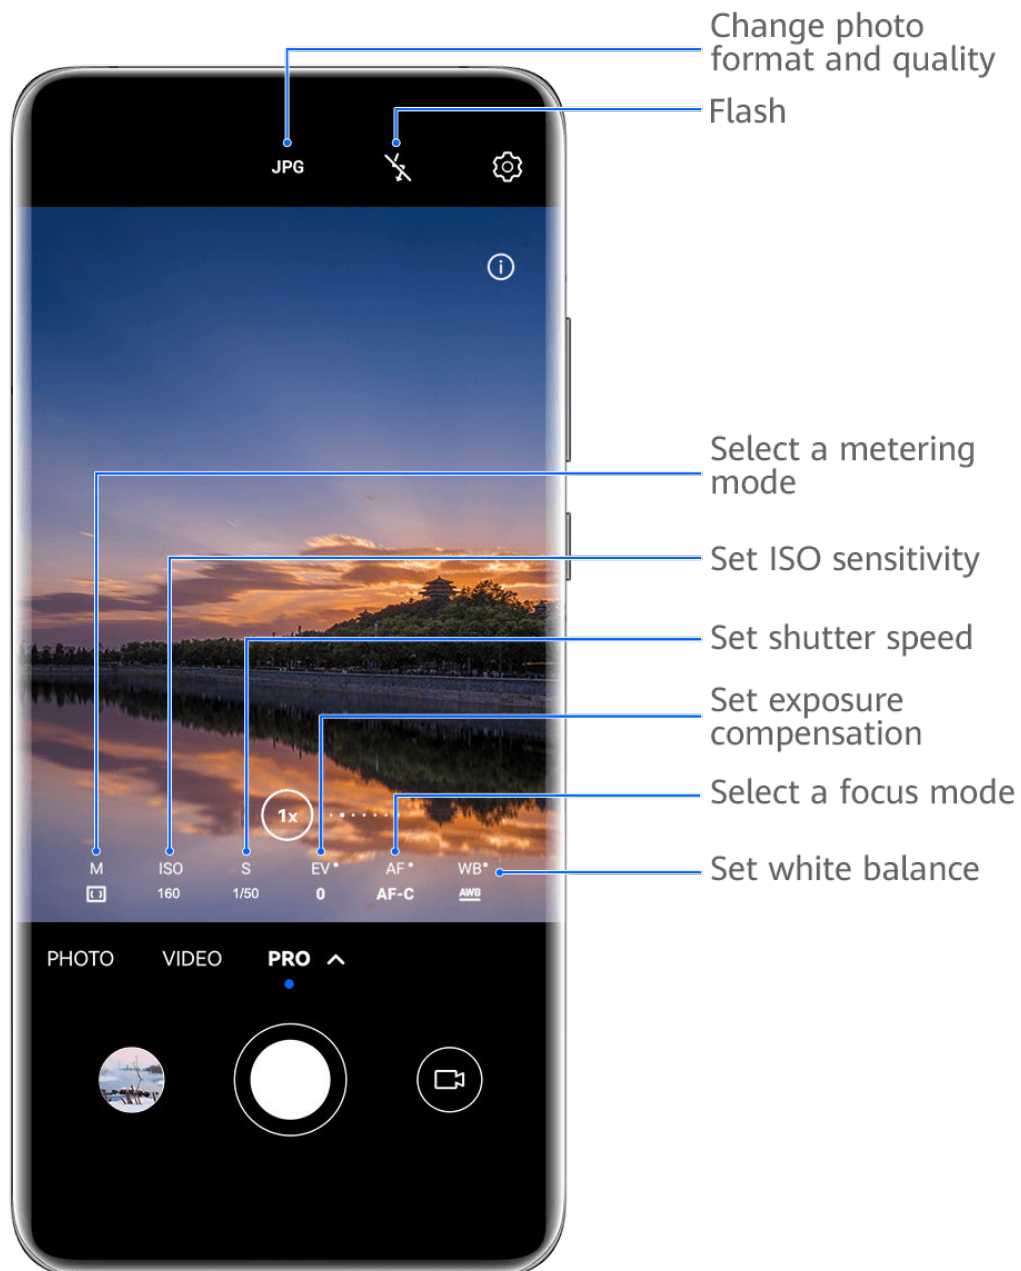 Change photo
format and quality
Flash
JPG
Select a metering
mode
Set ISO sensitivity
Set shutter speed
Set exposure
compensation
Select a focus mode
1x
M ISO S EV AF WB
Set white balance
160 1/50 0 AF-C AWB
PHOTO VIDEO PRO